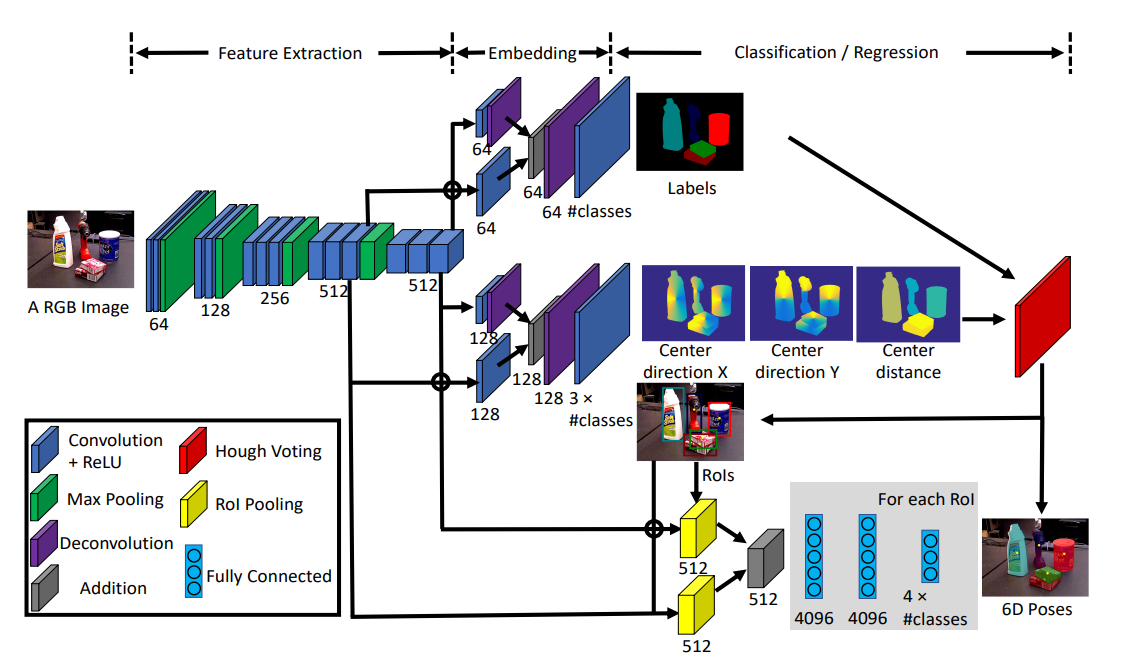 Feature Extraction
Embedding
Classification / Regression
64
64
64
64 #classes
Labels
A RGB Image
64
128
256
512
512
128
128
128
128
3 ×
#classes
Center
direction X
Center
direction Y
Center
distance
RoIs
512
512
512
For each RoI
4096
4096
4 ×
#classes
6D Poses
Convolution
+ ReLU
Hough Voting
Max Pooling
RoI Pooling
Deconvolution
Addition
Fully Connected